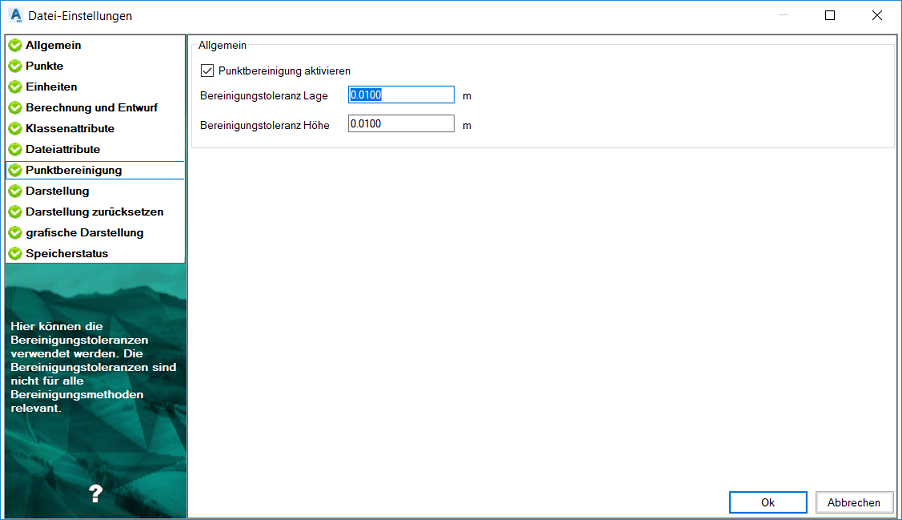 Datei-Einstellungen
Allgemein
Punkte
Einheiten
Berechnung und Entwurf
Klassenattribute
Dateiattribute
Punktbereinigung
Darstellung
Darstellung zurücksetzen
grafische Darstellung
Speicherstatus
Hier können die
Bereinigungstoleranzen
verwendet werden. Die
Bereinigungstoleranzen sind
nicht für alle
Bereinigungsmethoden
relevant.
?
Allgemein
Punktbereinigung aktivieren
Bereinigungstoleranz Lage 0.0100 m
Bereinigungstoleranz Höhe 0.0100 m
Ok Abbrechen